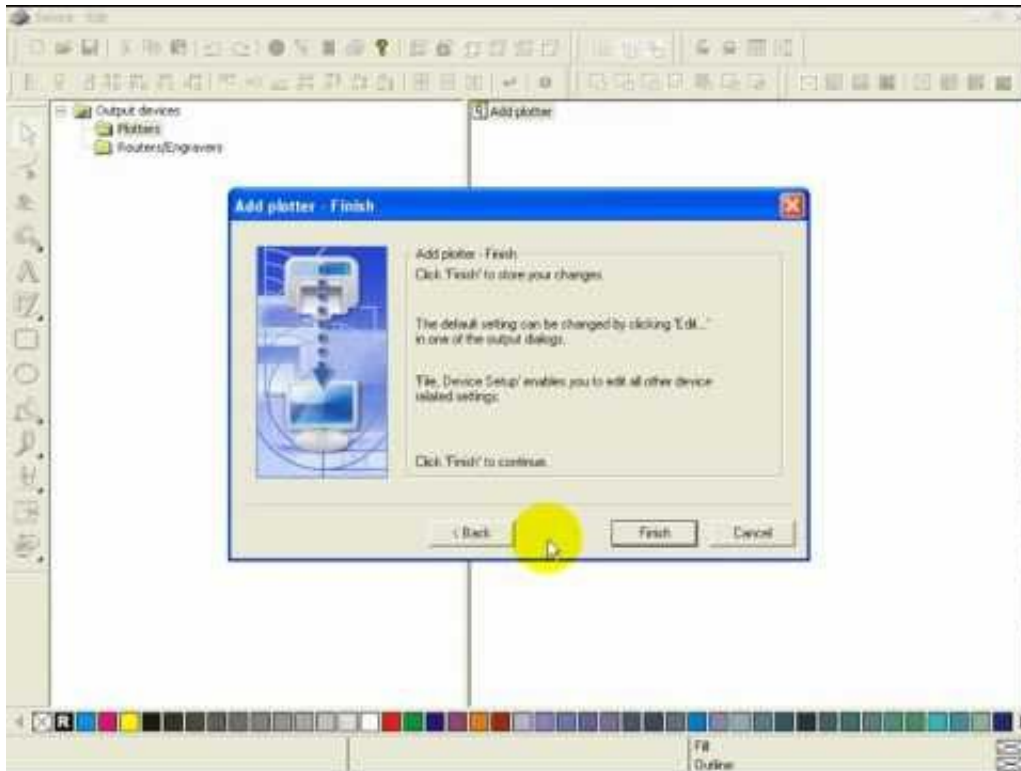 Device Edit
Output devices
Plotters
Routers/Engravers
Add plotter
Add plotter - Finish
Add plotter - Finish
Click 'Finish' to store your changes.
The default setting can be changed by clicking 'Edit...'
in one of the output dialogs.
'File, Device Setup' enables you to edit all other device
related settings.
Click 'Finish' to continue.
< Back
Finish
Cancel
R
Fill
Outline